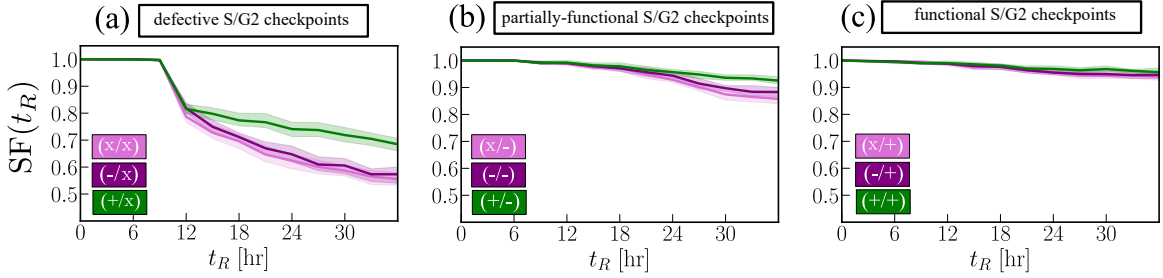 (a) defective S/G2 checkpoints
(b) partially-functional S/G2 checkpoints
(c) functional S/G2 checkpoints
SF(t_R)
1.0
0.9
0.8
0.7
0.6
0.5
(x/x)
(-/x)
(+/x)
0 6 12 18 24 30
t_R [hr]
1.0
0.9
0.8
0.7
0.6
0.5
(x/-)
(-/-)
(+/-)
0 6 12 18 24 30
t_R [hr]
1.0
0.9
0.8
0.7
0.6
0.5
(x/+)
(-/+)
(+/+)
0 6 12 18 24 30
t_R [hr]